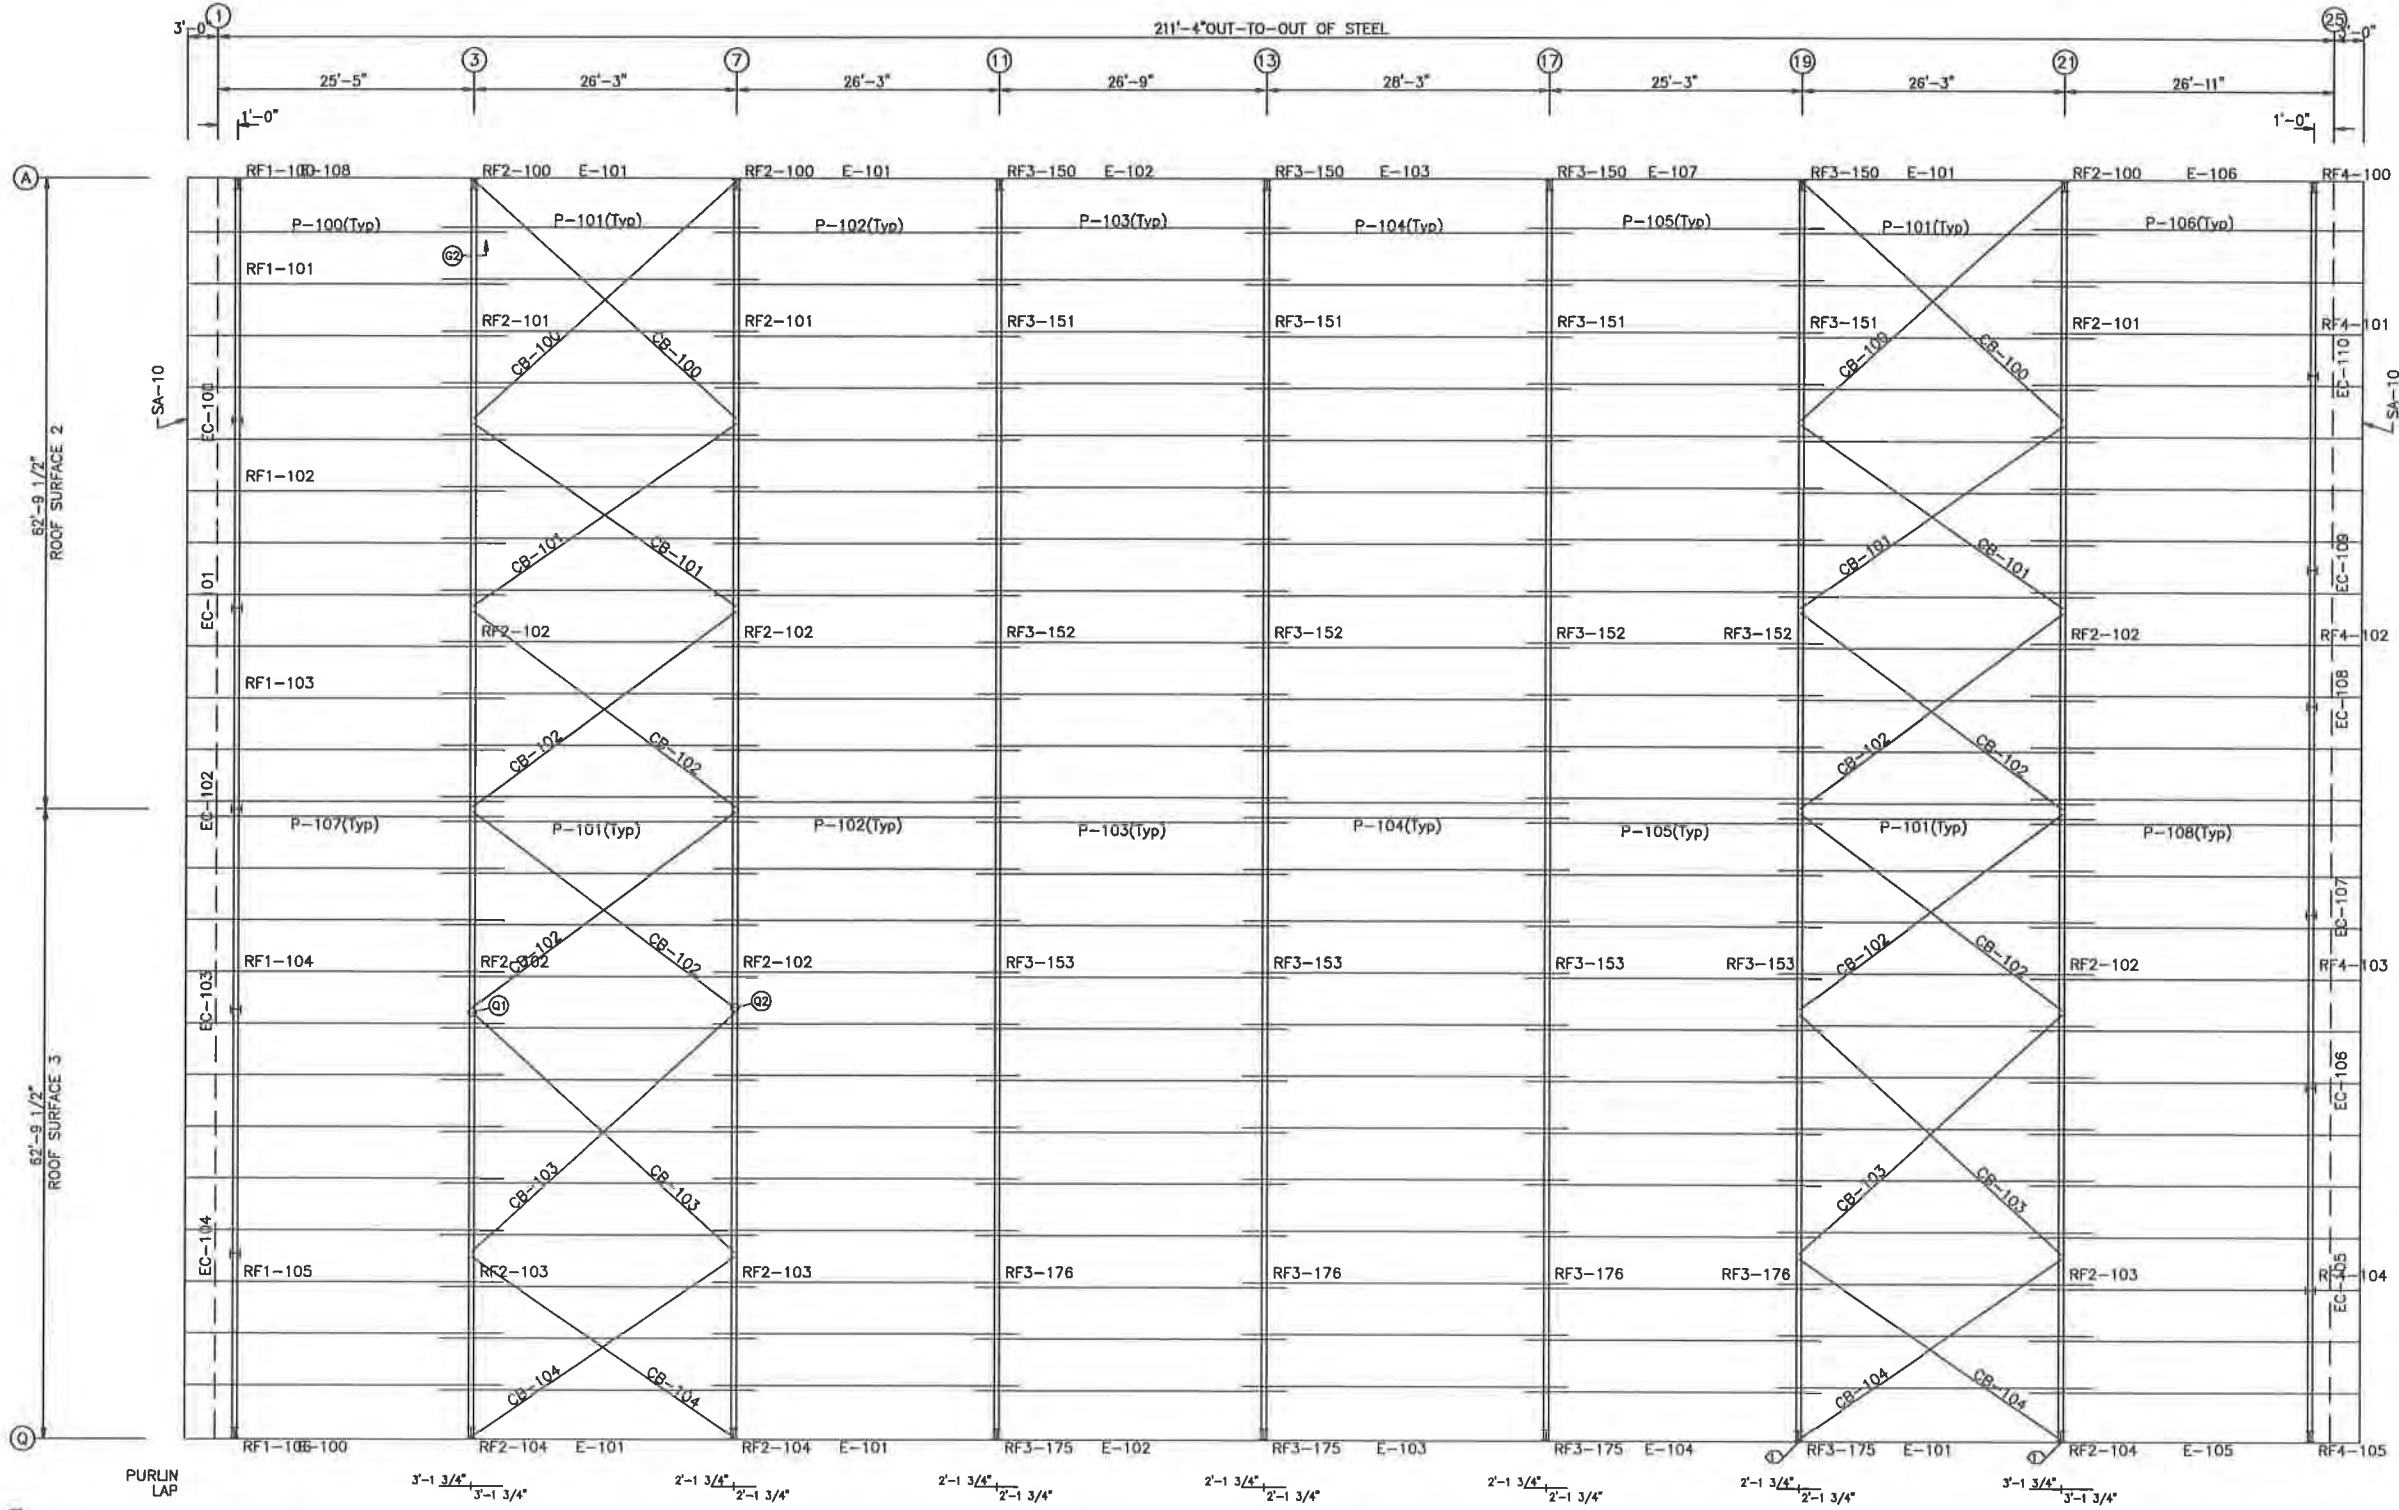 1
25
3'-0"
211'-4"OUT-TO-OUT OF STEEL
3'-0"
3
7
11
13
17
19
21
25'-5"
26'-3"
26'-3"
26'-9"
28'-3"
25'-3"
26'-3"
26'-11"
1'-0"
1'-0"
A
RF2-100 E-101
RF2-100 E-101
RF3-150 E-102
RF3-150 E-103
RF3-150 E-107
RF3-150 E-101
RF2-100 E-106
RF4-100
P-100(Typ)
P-101(Typ)
P-102(Typ)
P-103(Typ)
P-104(Typ)
P-105(Typ)
P-101(Typ)
P-106(Typ)
G2
RF1-101
RF2-101
RF2-101
RF3-151
RF3-151
RF3-151
RF3-151
RF2-101
RF4-101
CB-100
CB-100
CB-100
CB-100
SA-10
EC-100
EC-110
SA-10
62'-9 1/2"
ROOF SURFACE 2
RF1-102
CB-101
CB-101
CB-101
CB-101
EC-101
EC-109
RF2-102
RF2-102
RF3-152
RF3-152
RF3-152
RF3-152
RF2-102
RF4-102
RF1-103
EC-108
CB-102
CB-102
CB-102
CB-102
EC-102
P-107(Typ)
P-101(Typ)
P-102(Typ)
P-103(Typ)
P-104(Typ)
P-105(Typ)
P-101(Typ)
P-108(Typ)
EC-107
CB-102
CB-102
CB-102
CB-102
RF1-104
RF2-102
RF2-102
RF3-153
RF3-153
RF3-153
RF3-153
RF2-102
RF4-103
EC-103
Q1
Q2
62'-9 1/2"
ROOF SURFACE 3
EC-106
CB-103
CB-103
CB-103
CB-103
EC-104
RF1-105
RF2-103
RF2-103
RF3-176
RF3-176
RF3-176
RF3-176
RF2-103
EC-105
CB-104
CB-104
CB-104
CB-104
Q
RF2-104 E-101
RF2-104 E-101
RF3-175 E-102
RF3-175 E-103
RF3-175 E-104
RF3-175 E-101
RF2-104 E-105
RF4-105
PURLIN
LAP
3'-1 3/4"
3'-1 3/4"
2'-1 3/4"
2'-1 3/4"
2'-1 3/4"
2'-1 3/4"
2'-1 3/4"
2'-1 3/4"
2'-1 3/4"
2'-1 3/4"
2'-1 3/4"
2'-1 3/4"
3'-1 3/4"
3'-1 3/4"